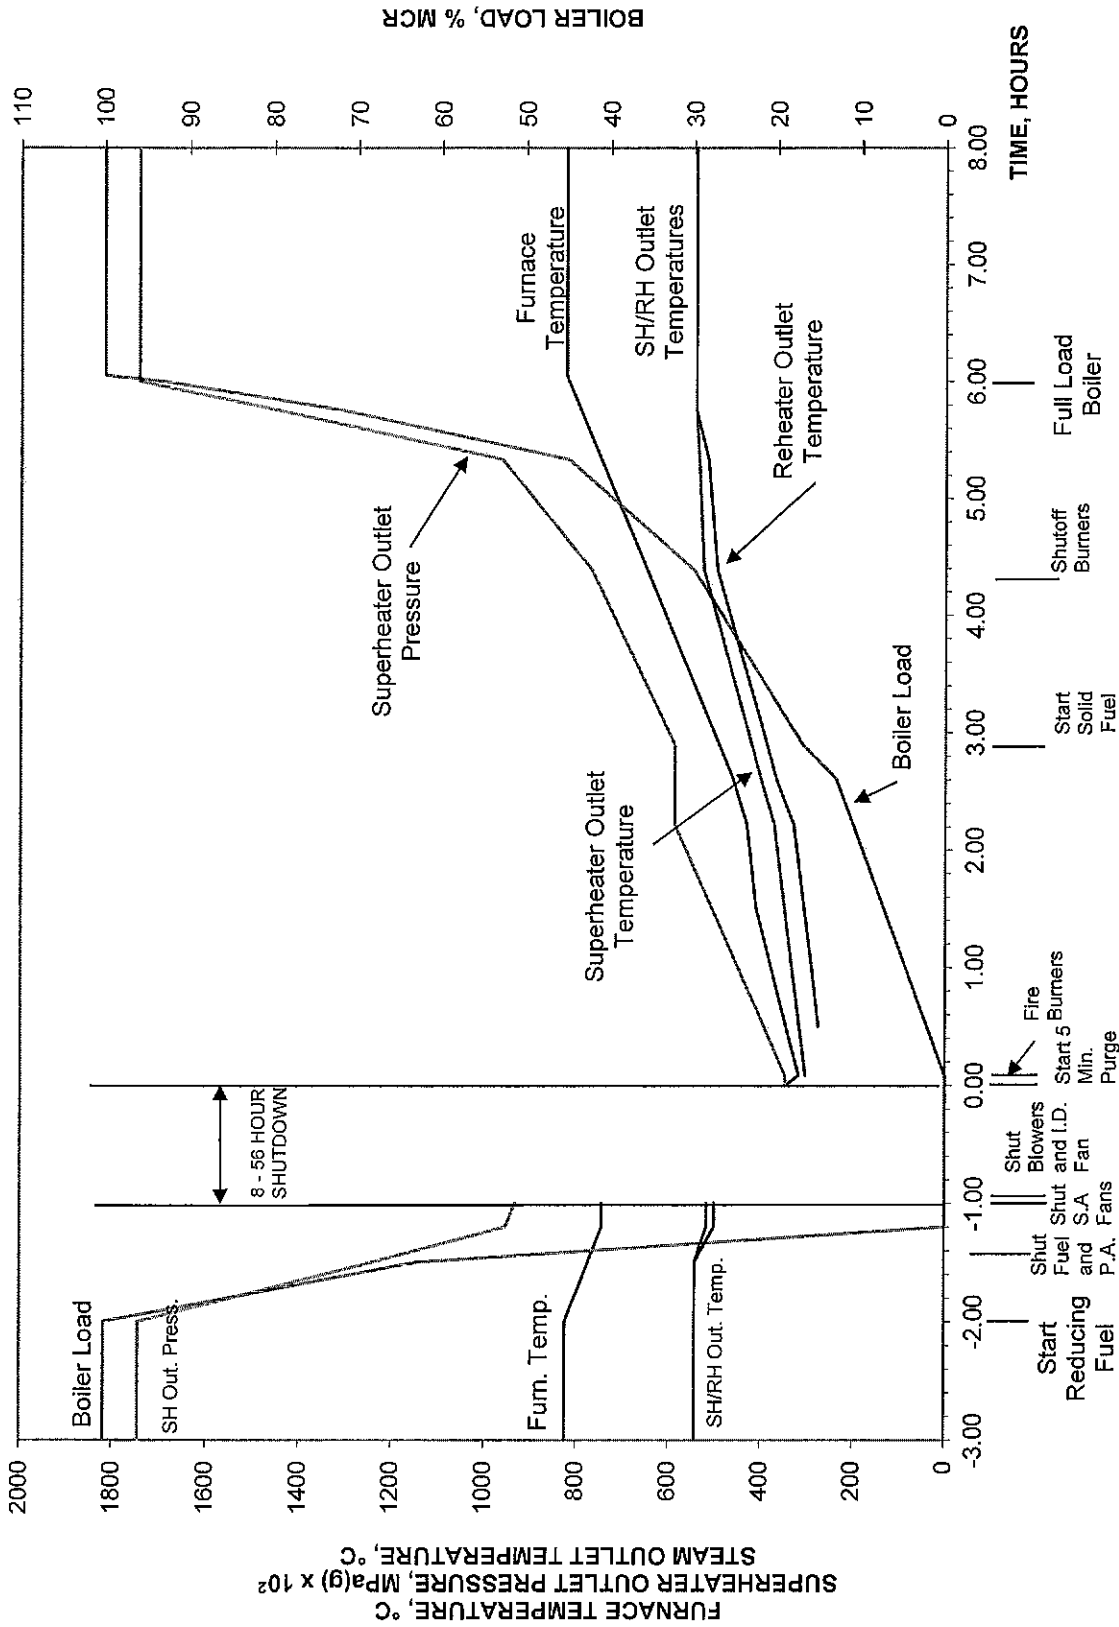 BOILER LOAD, % MCR
110
100
90
80
70
60
50
40
30
20
10
0
TIME, HOURS
8.00
7.00
6.00
5.00
4.00
3.00
2.00
1.00
0.00
-1.00
-2.00
-3.00
Furnace
Temperature
SH/RH Outlet
Temperatures
Reheater Outlet
Temperature
Superheater Outlet
Pressure
Superheater Outlet
Temperature
Boiler Load
8 - 56 HOUR
SHUTDOWN
Boiler Load
SH Out. Press.
Furn. Temp.
SH/RH Out. Temp.
Start
Reducing
Fuel
Shut
Fuel
and
P.A.
Shut
S.A
Fans
Shut
Blowers
and I.D.
Fan
Start 5
Min.
Purge
Fire
Burners
Start
Solid
Fuel
Shutoff
Burners
Full Load
Boiler
2000
1800
1600
1400
1200
1000
800
600
400
200
0
FURNACE TEMPERATURE, °C
SUPERHEATER OUTLET PRESSURE, MPa(g) x 10²
STEAM OUTLET TEMPERATURE, °C